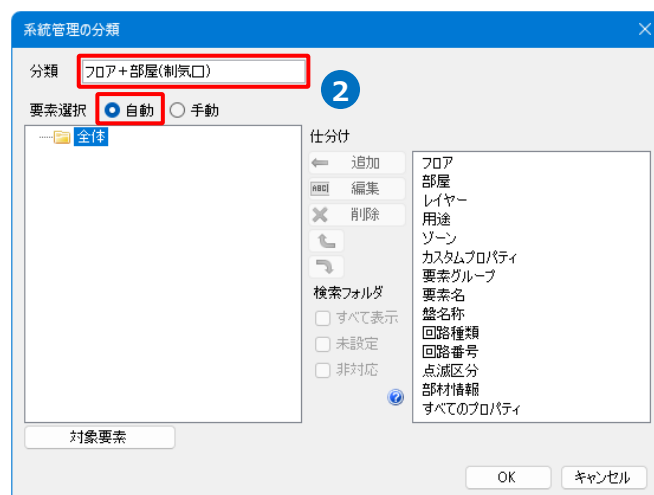 系統管理の分類
分類 フロア+部屋(制気口)
2
要素選択 自動 手動
全体
仕分け
追加
ABC 編集
削除
検索フォルダ
すべて表示
未設定
非対応
フロア
部屋
レイヤー
用途
ゾーン
カスタムプロパティ
要素グループ
要素名
盤名称
回路種類
回路番号
点滅区分
部材情報
すべてのプロパティ
対象要素
OK キャンセル